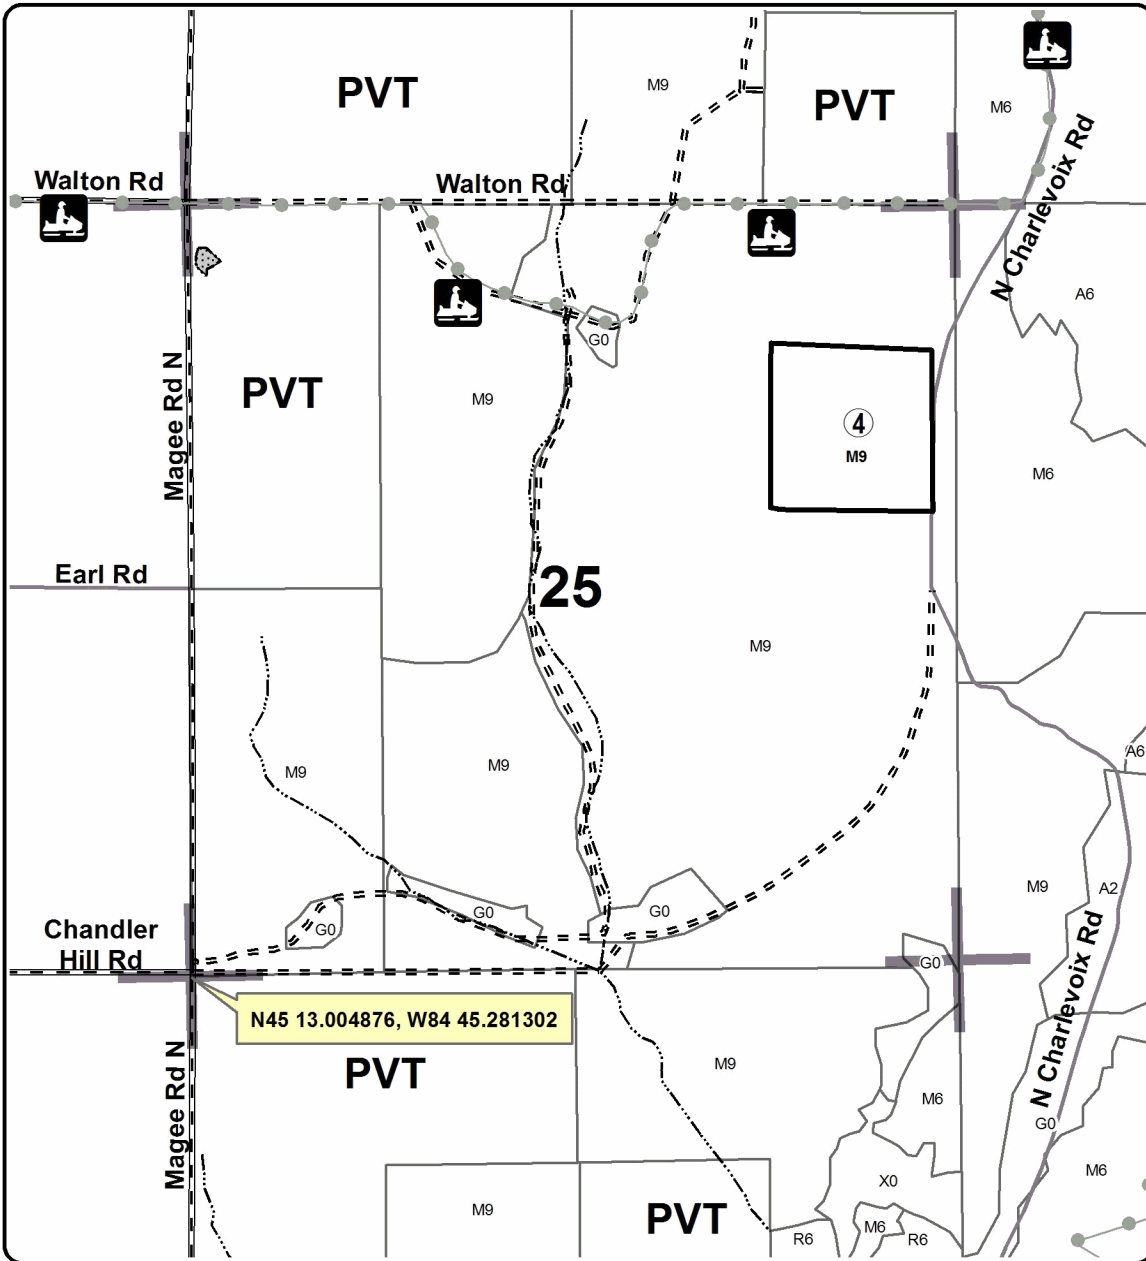 PVT
M9
PVT
M6
N Charlevoix Rd
Walton Rd
Walton Rd
A6
G0
PVT
M9
Magee Rd N
4
M9
M6
Earl Rd
25
M9
M9
M9
A6
M9
A2
Chandler
Hill Rd
G0
G0
G0
G0
N Charlevoix Rd
N45 13.004876, W84 45.281302
PVT
M9
M6
G0
Magee Rd N
M6
X0
M9
PVT
R6
M6
R6